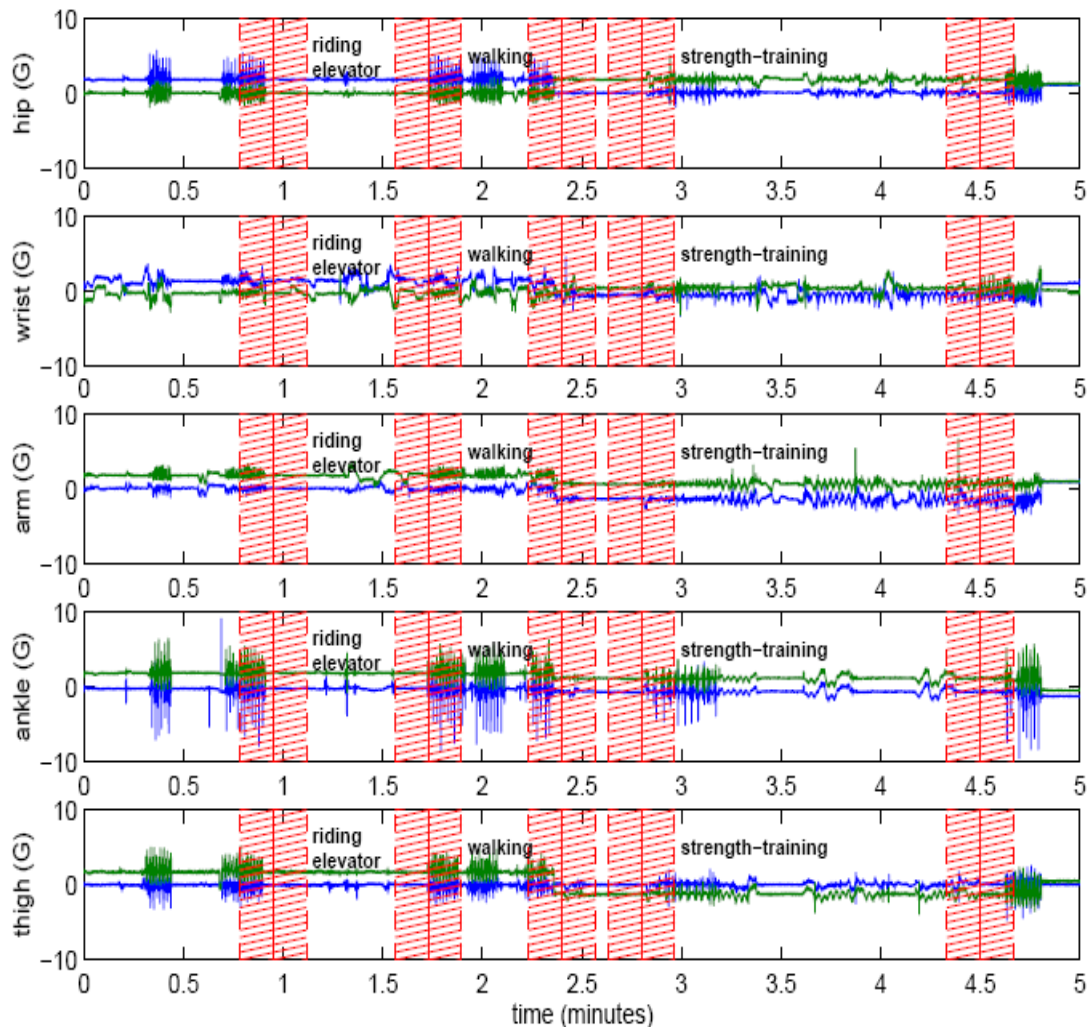 10
0
−10
hip (G)
riding
elevator
walking
strength−training
0 0.5 1 1.5 2 2.5 3 3.5 4 4.5 5
10
0
−10
wrist (G)
riding
elevator
walking
strength−training
0 0.5 1 1.5 2 2.5 3 3.5 4 4.5 5
10
0
−10
arm (G)
riding
elevator
walking
strength−training
0 0.5 1 1.5 2 2.5 3 3.5 4 4.5 5
10
0
−10
ankle (G)
riding
elevator
walking
strength−training
0 0.5 1 1.5 2 2.5 3 3.5 4 4.5 5
10
0
−10
thigh (G)
riding
elevator
walking
strength−training
0 0.5 1 1.5 2 2.5 3 3.5 4 4.5 5
time (minutes)